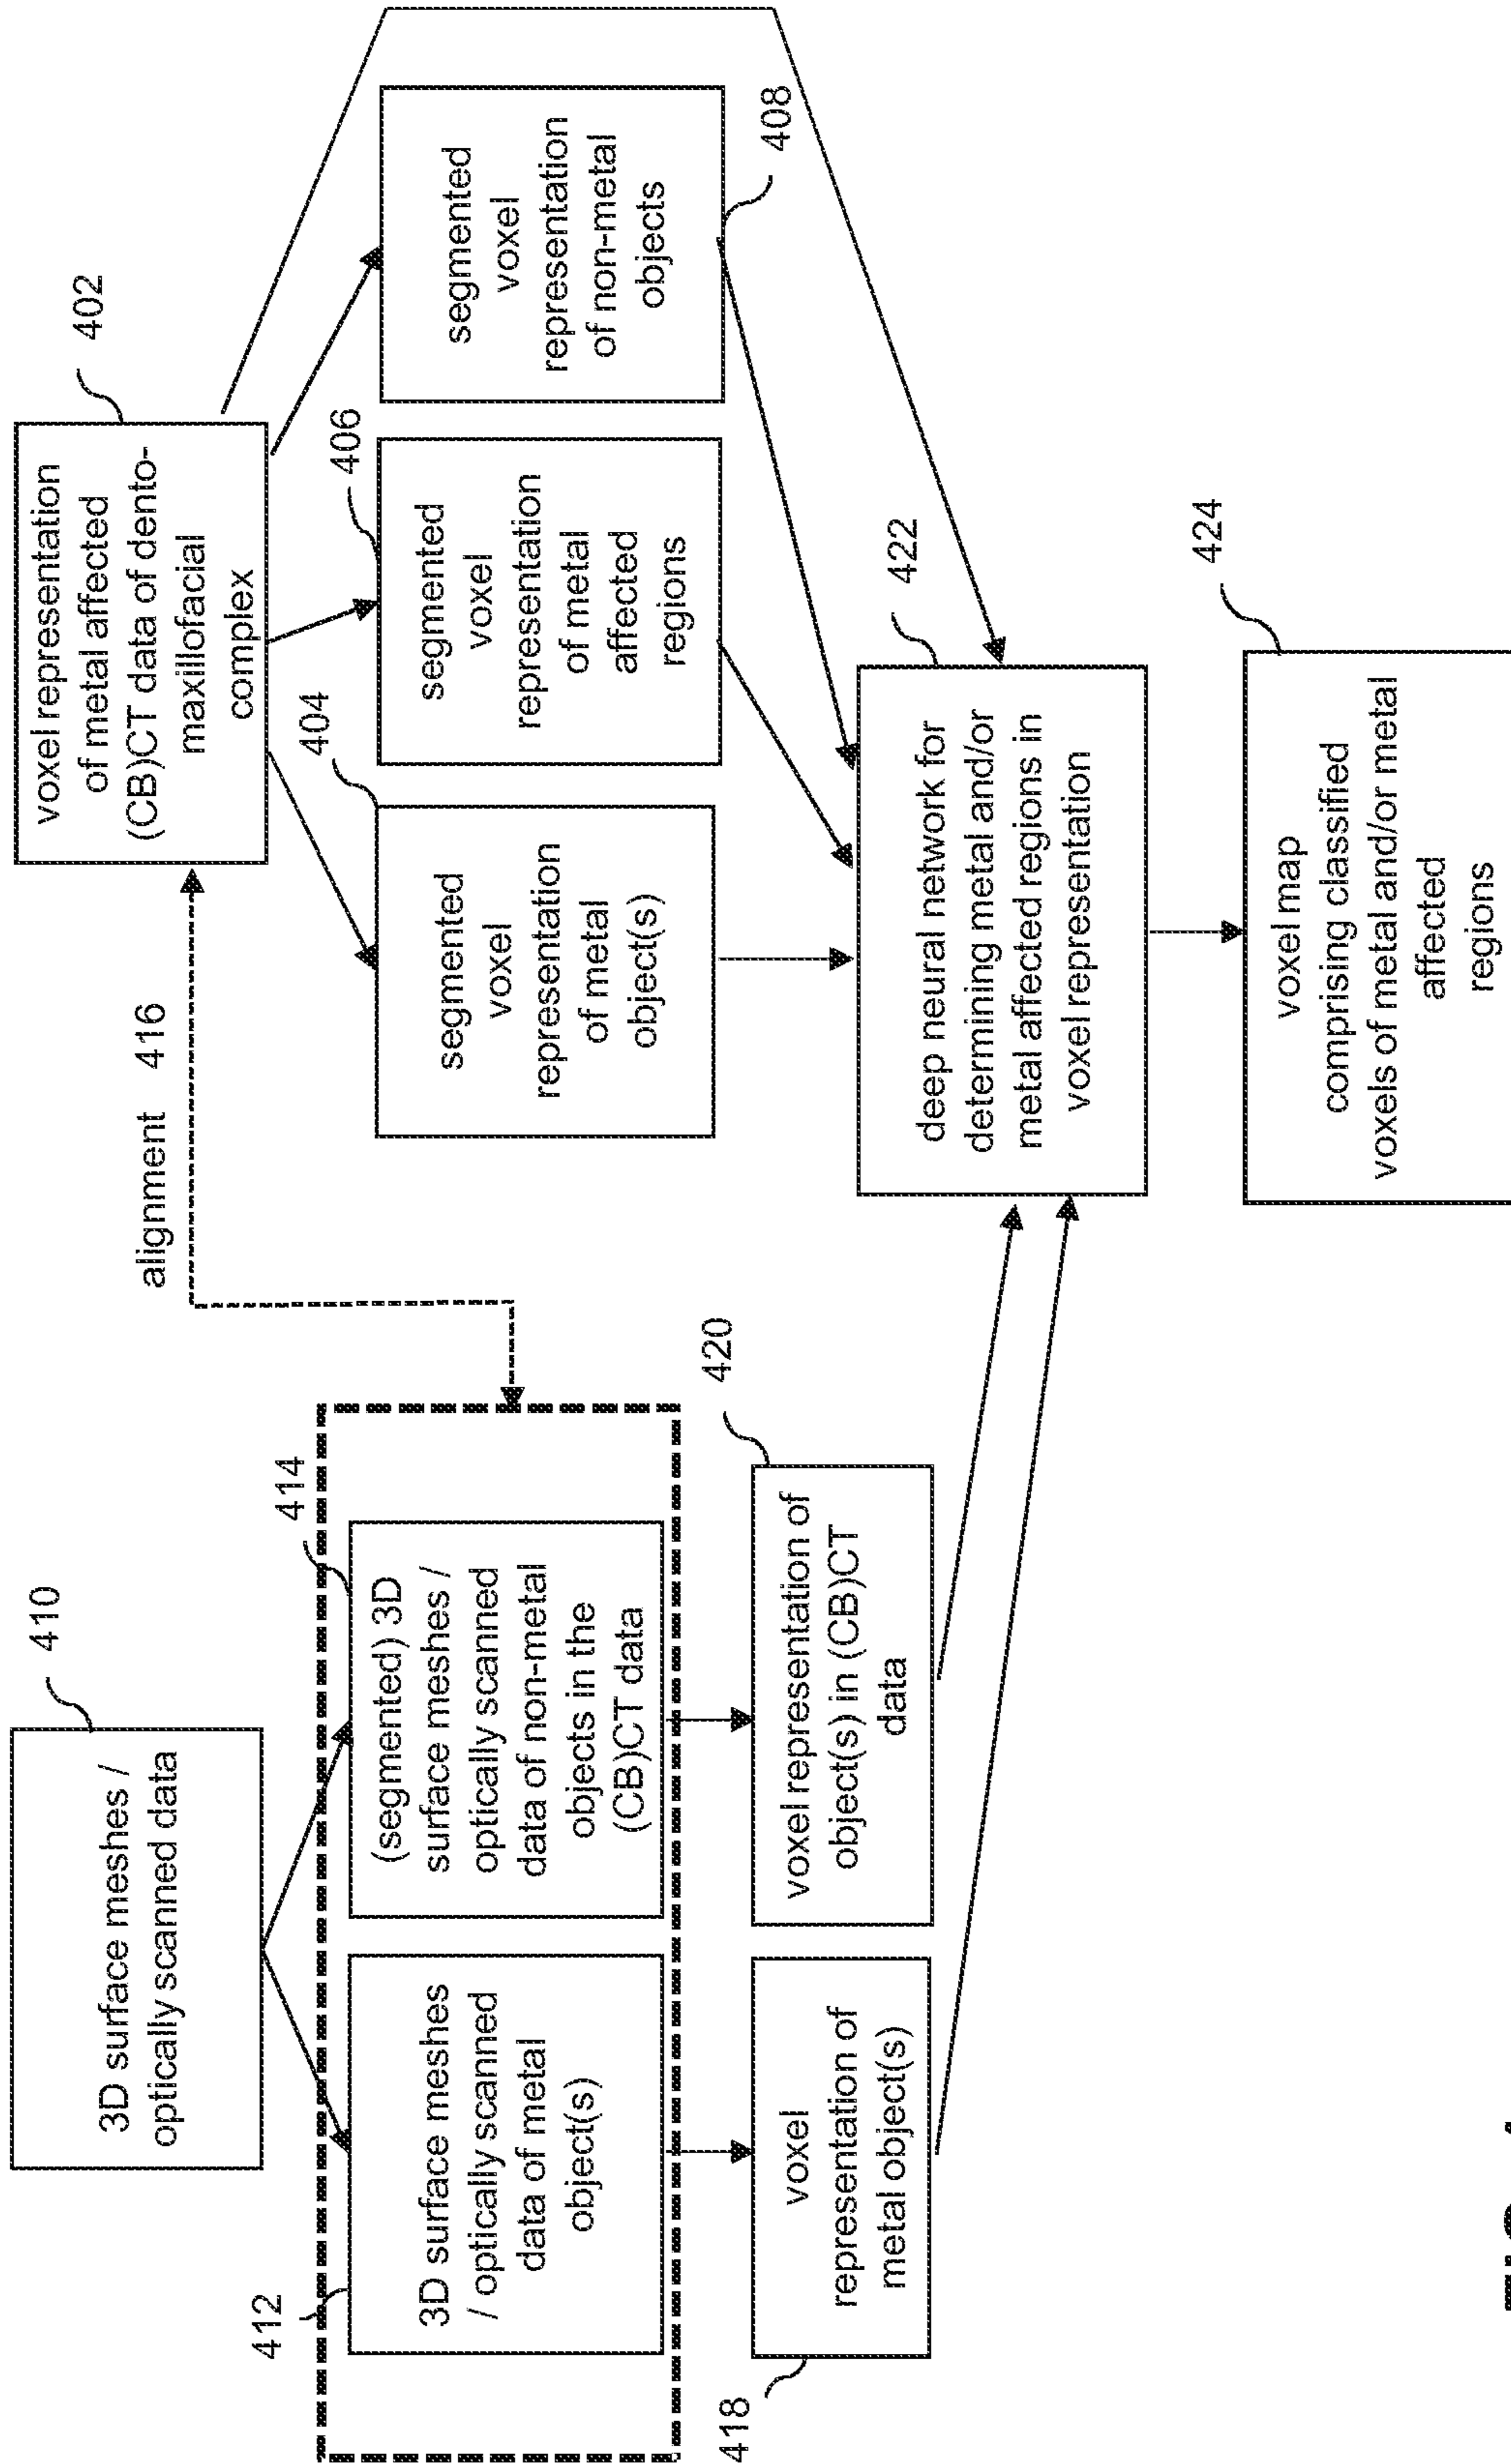 410
3D surface meshes /
optically scanned data
412
3D surface meshes
/ optically scanned
data of metal
object(s)
414
(segmented) 3D
surface meshes /
optically scanned
data of non-metal
objects in the
(CB)CT data
alignment 416
418
voxel
representation of
metal object(s)
420
voxel representation of
object(s) in (CB)CT
data
402
voxel representation
of metal affected
(CB)CT data of dento-
maxillofacial
complex
404
segmented
voxel
representation
of metal
object(s)
406
segmented
voxel
representation
of metal
affected
regions
408
segmented
voxel
representation
of non-metal
objects
422
deep neural network for
determining metal and/or
metal affected regions in
voxel representation
424
voxel map
comprising classified
voxels of metal and/or metal
affected
regions